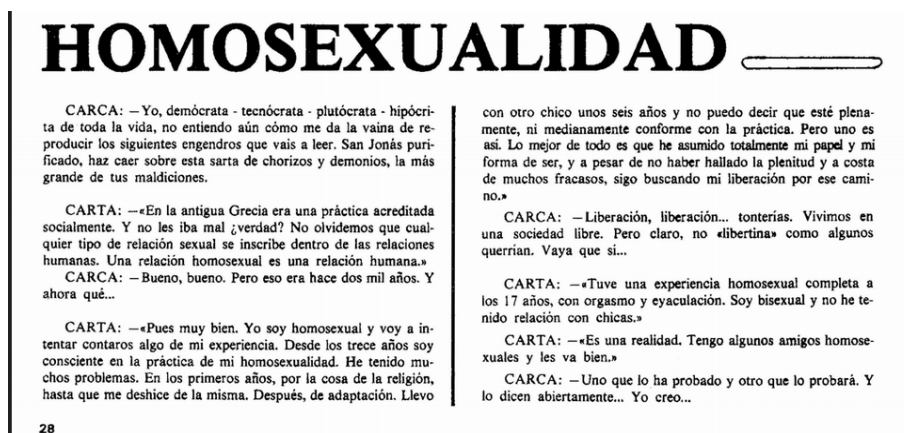 HOMOSEXUALIDAD
CARCA: —Yo, demócrata - tecnócrata - plutócrata - hipócri-
ta de toda la vida, no entiendo aún cómo me da la vaina de re-
producir los siguientes engendros que vais a leer. San Jonás puri-
ficado, haz caer sobre esta sarta de chorizos y demonios, la más
grande de tus maldiciones.
CARTA: —«En la antigua Grecia era una práctica acreditada
socialmente. Y no les iba mal ¿verdad? No olvidemos que cual-
quier tipo de relación sexual se inscribe dentro de las relaciones
humanas. Una relación homosexual es una relación humana.»
CARCA: —Bueno, bueno. Pero eso era hace dos mil años. Y
ahora qué...
CARTA: —«Pues muy bien. Yo soy homosexual y voy a in-
tentar contaros algo de mi experiencia. Desde los trece años soy
consciente en la práctica de mi homosexualidad. He tenido mu-
chos problemas. En los primeros años, por la cosa de la religión,
hasta que me deshice de la misma. Después, de adaptación. Llevo
con otro chico unos seis años y no puedo decir que esté plena-
mente, ni medianamente conforme con la práctica. Pero uno es
así. Lo mejor de todo es que he asumido totalmente mi papel y mi
forma de ser, y a pesar de no haber hallado la plenitud y a costa
de muchos fracasos, sigo buscando mi liberación por ese cami-
no.»
CARCA: —Liberación, liberación... tonterías. Vivimos en
una sociedad libre. Pero claro, no «libertina» como algunos
querrían. Vaya que si...
CARTA: —«Tuve una experiencia homosexual completa a
los 17 años, con orgasmo y eyaculación. Soy bisexual y no he te-
nido relación con chicas.»
CARTA: —«Es una realidad. Tengo algunos amigos homose-
xuales y les va bien.»
CARCA: —Uno que lo ha probado y otro que lo probará. Y
lo dicen abiertamente... Yo creo...
28